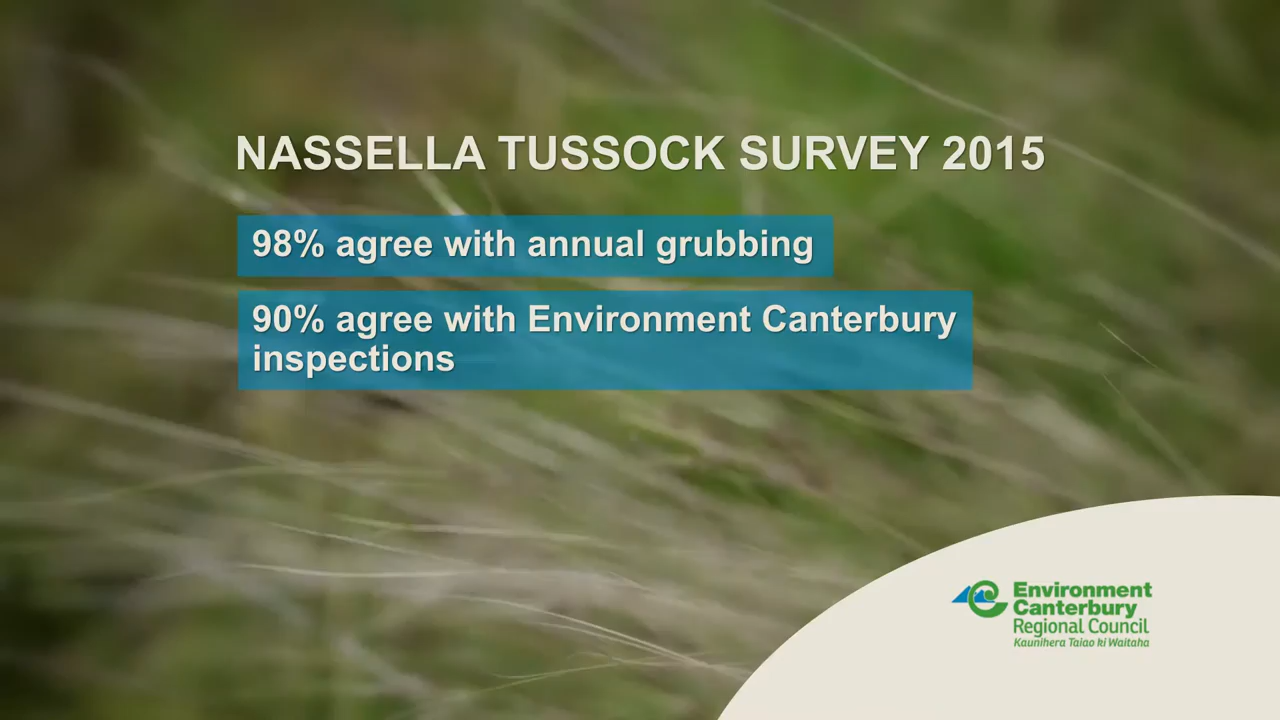 NASSELLA TUSSOCK SURVEY 2015
98% agree with annual grubbing
90% agree with Environment Canterbury
inspections
Environment
Canterbury
Regional Council
Kaunihera Taiao ki Waitaha